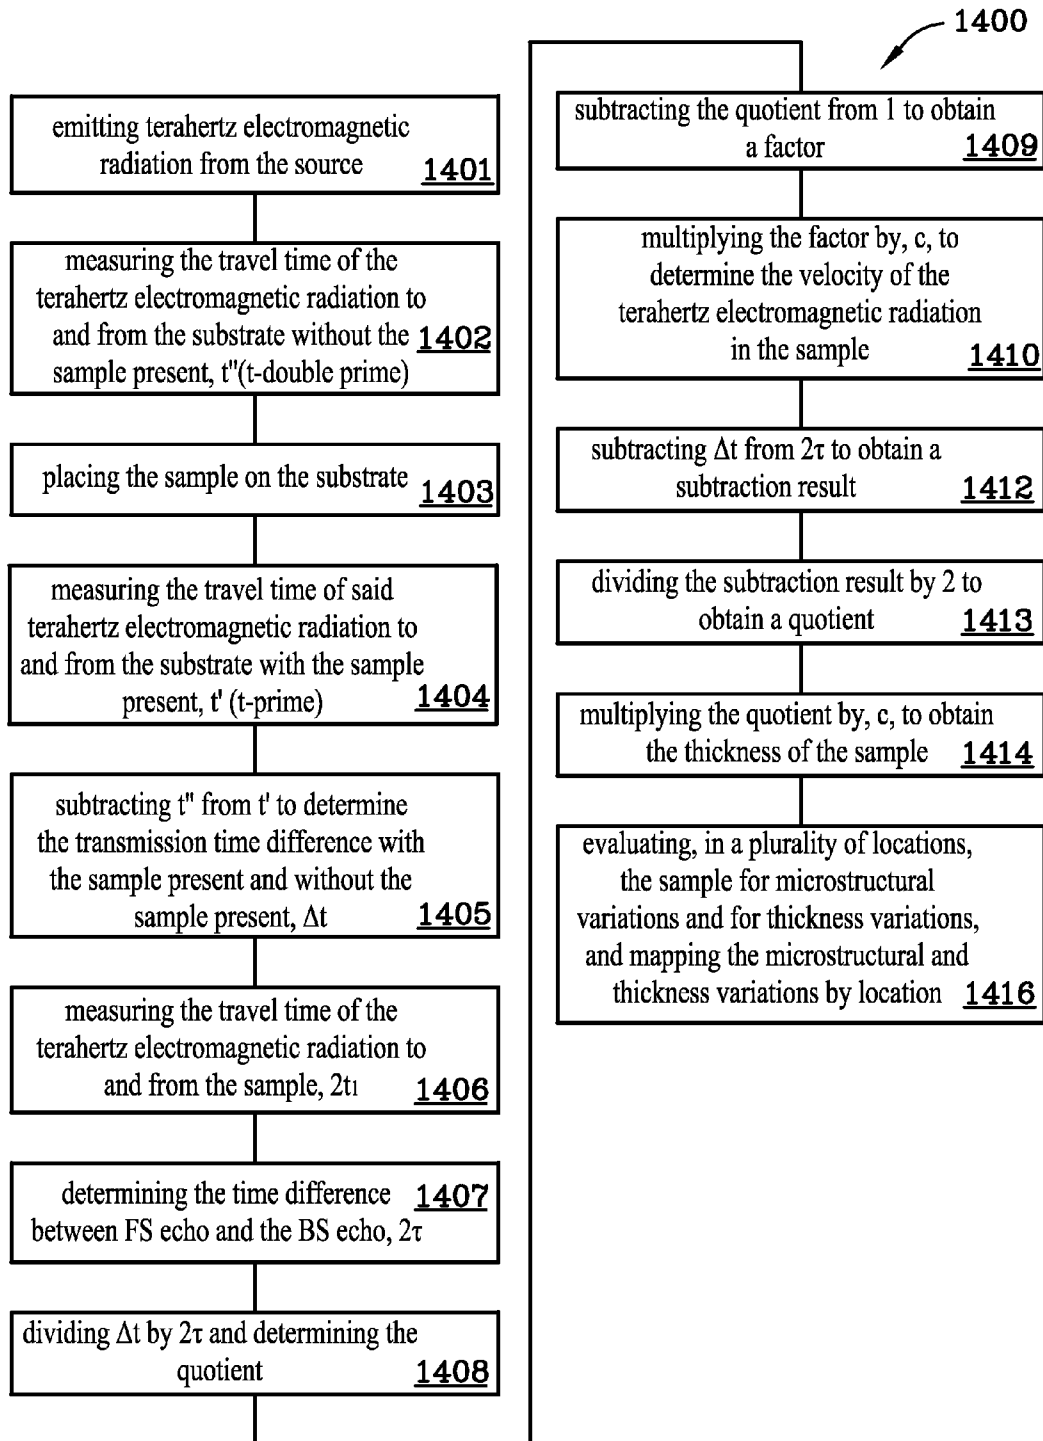 1400
emitting terahertz electromagnetic
radiation from the source 1401
measuring the travel time of the
terahertz electromagnetic radiation to
and from the substrate without the 1402
sample present, t"(t-double prime)
placing the sample on the substrate 1403
measuring the travel time of said
terahertz electromagnetic radiation to
and from the substrate with the sample
present, t' (t-prime) 1404
subtracting t" from t' to determine
the transmission time difference with
the sample present and without the
sample present, Δt 1405
measuring the travel time of the
terahertz electromagnetic radiation to
and from the sample, 2t₁ 1406
determining the time difference 1407
between FS echo and the BS echo, 2τ
dividing Δt by 2τ and determining the
quotient 1408
subtracting the quotient from 1 to obtain
a factor 1409
multiplying the factor by, c, to
determine the velocity of the
terahertz electromagnetic radiation
in the sample 1410
subtracting Δt from 2τ to obtain a
subtraction result 1412
dividing the subtraction result by 2 to
obtain a quotient 1413
multiplying the quotient by, c, to obtain
the thickness of the sample 1414
evaluating, in a plurality of locations,
the sample for microstructural
variations and for thickness variations,
and mapping the microstructural and
thickness variations by location 1416